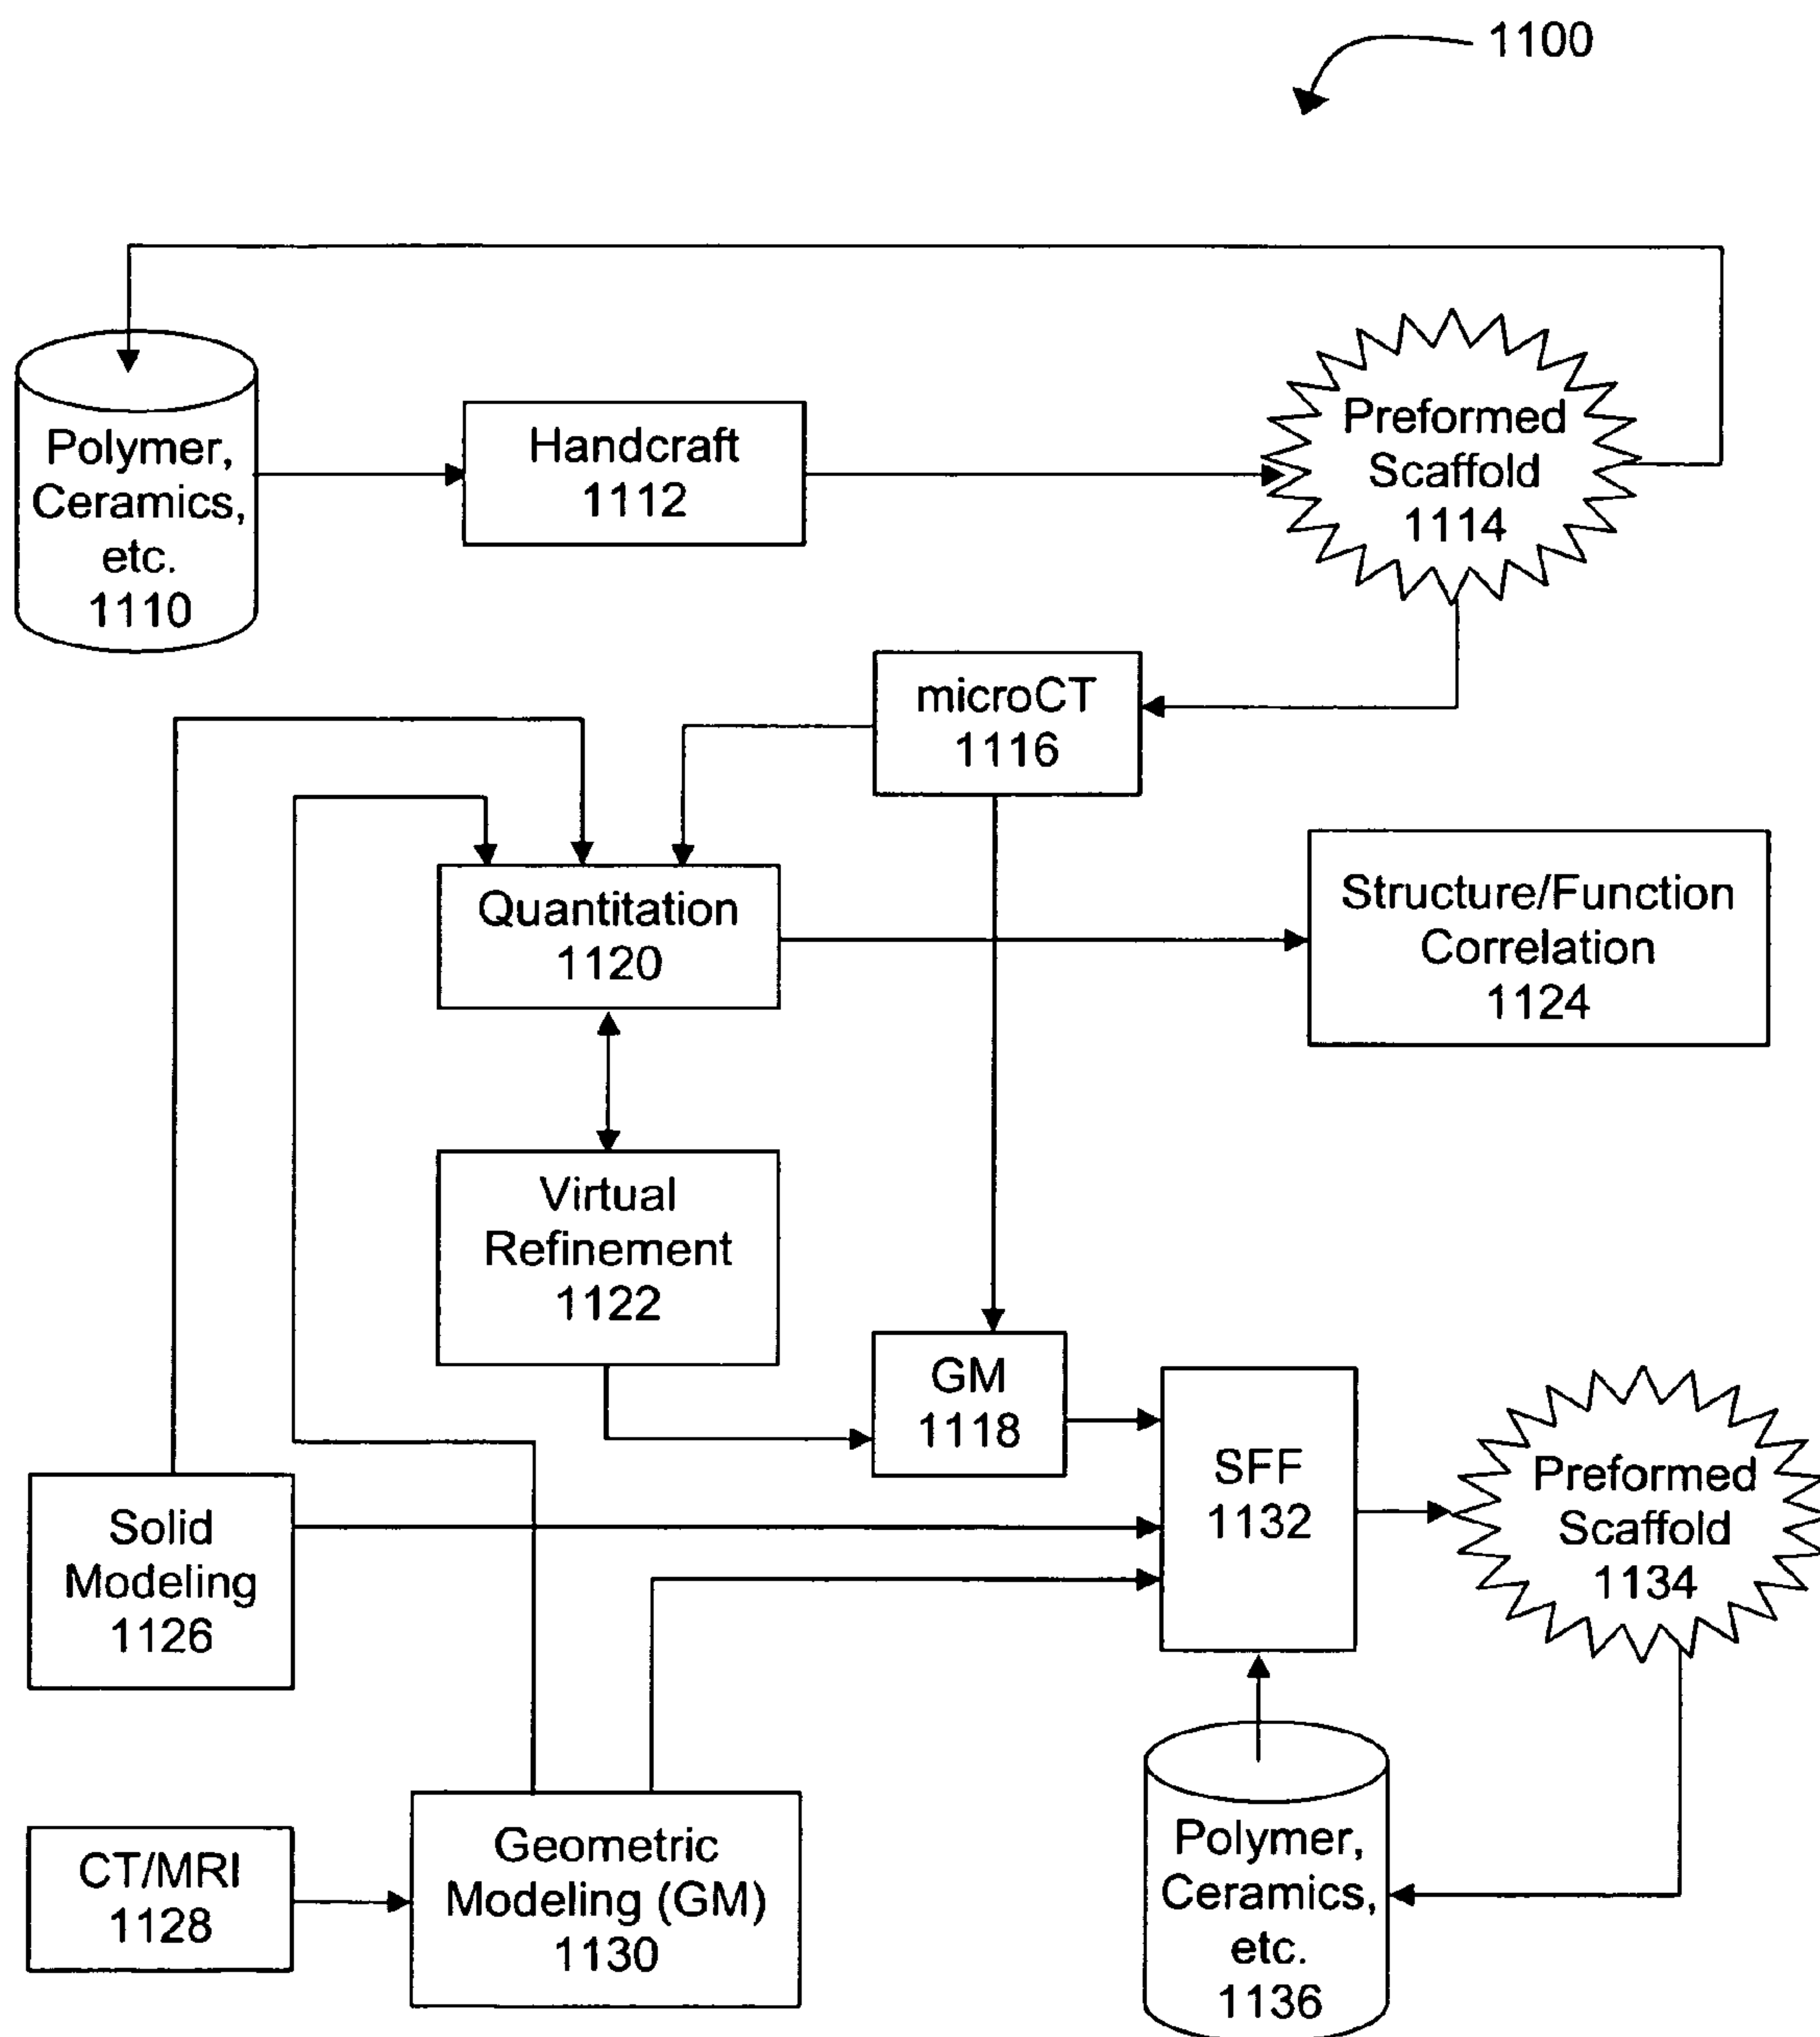 1100
Polymer,
Ceramics,
etc.
1110
Handcraft
1112
Preformed
Scaffold
1114
microCT
1116
Quantitation
1120
Structure/Function
Correlation
1124
Virtual
Refinement
1122
GM
1118
SFF
1132
Preformed
Scaffold
1134
Solid
Modeling
1126
CT/MRI
1128
Geometric
Modeling (GM)
1130
Polymer,
Ceramics,
etc.
1136